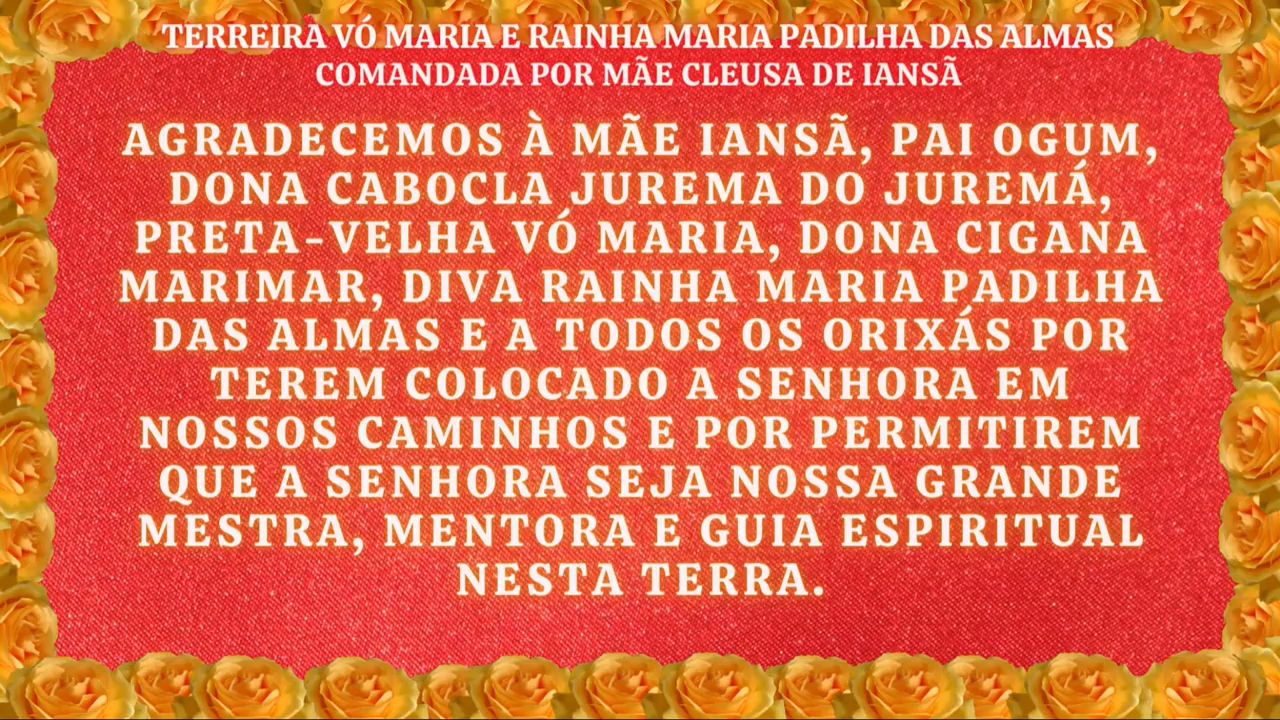 TERREIRA VÓ MARIA E RAINHA MARIA PADILHA DAS ALMAS
COMANDADA POR MÃE CLEUSA DE IANSÃ
AGRADECEMOS À MÃE IANSÃ, PAI OGUM,
DONA CABOCLA JUREMA DO JUREMÁ,
PRETA-VELHA VÓ MARIA, DONA CIGANA
MARIMAR, DIVA RAINHA MARIA PADILHA
DAS ALMAS E A TODOS OS ORIXÁS POR
TEREM COLOCADO A SENHORA EM
NOSSOS CAMINHOS E POR PERMITIREM
QUE A SENHORA SEJA NOSSA GRANDE
MESTRA, MENTORA E GUIA ESPIRITUAL
NESTA TERRA.